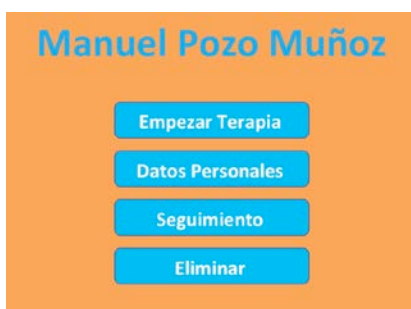 Manuel Pozo Muñoz
Empezar Terapia
Datos Personales
Seguimiento
Eliminar